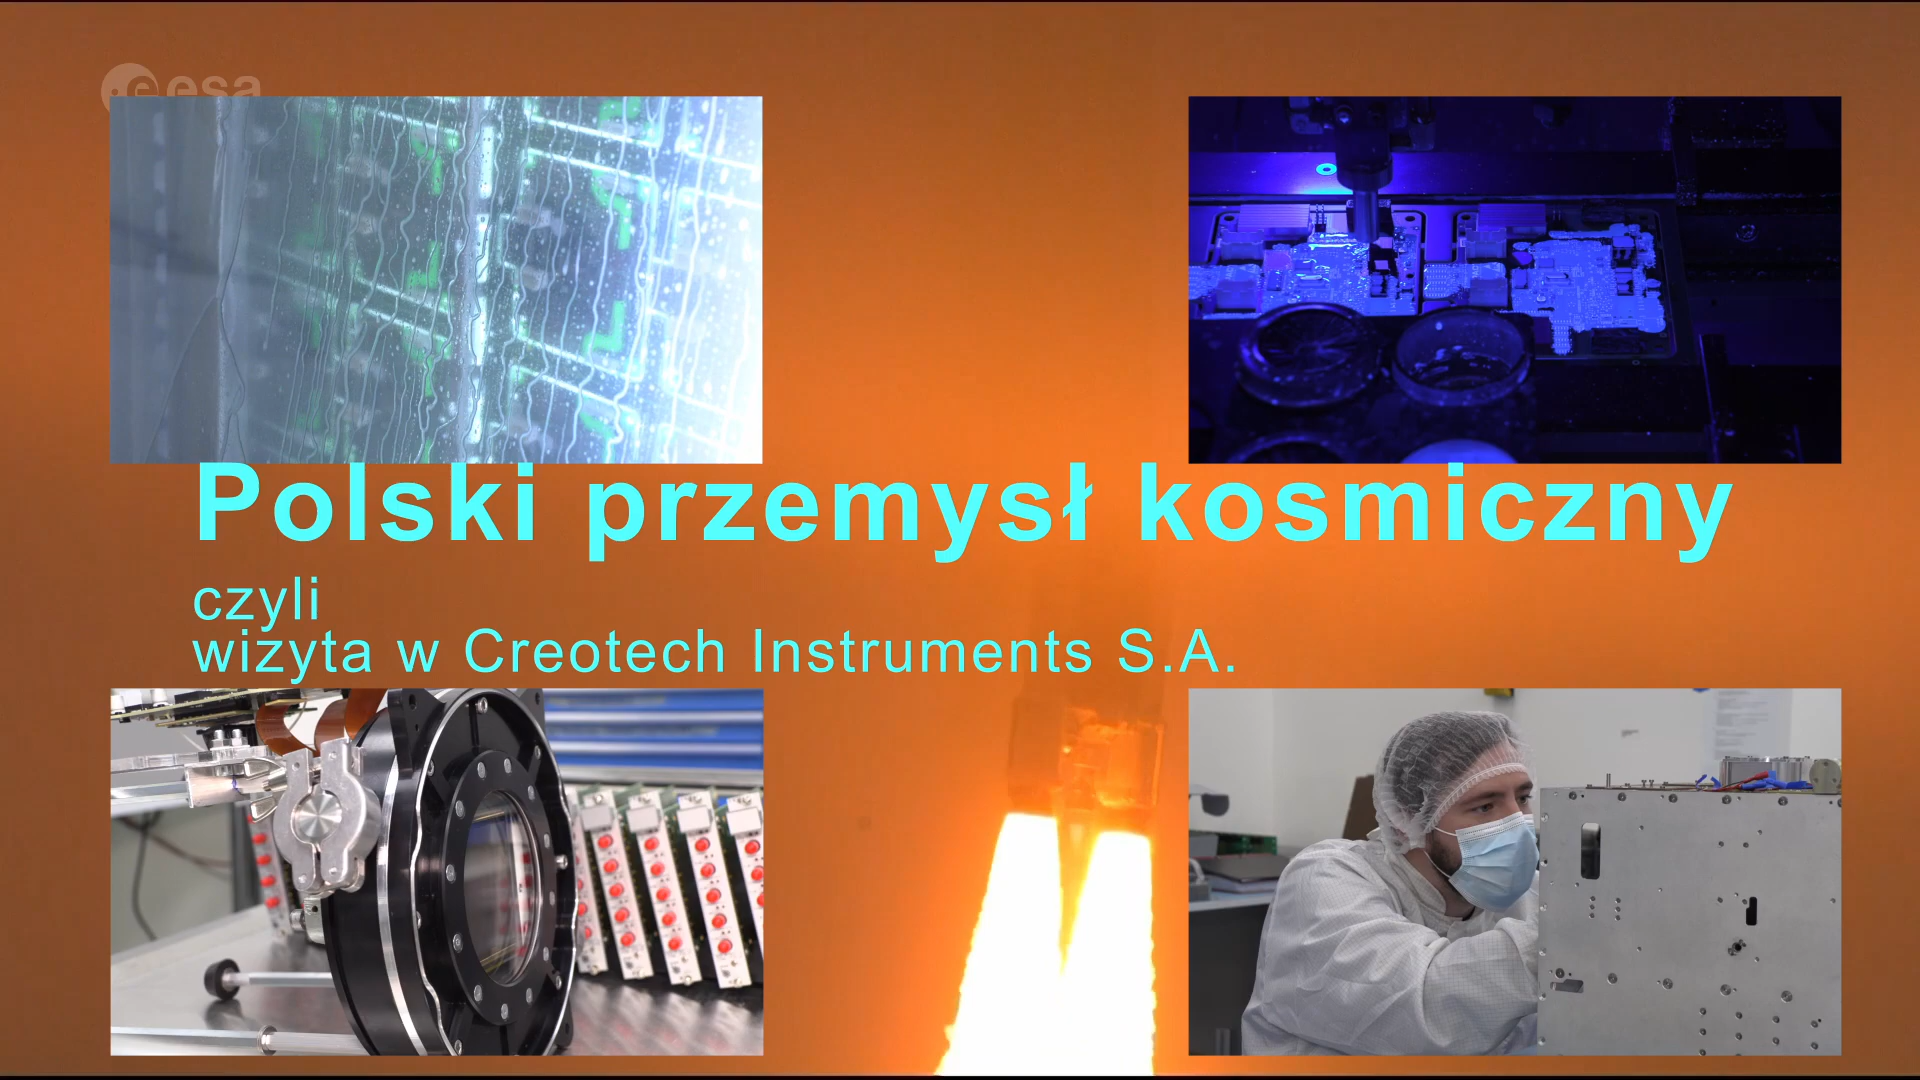 esa
Polski przemysł kosmiczny
czyli
wizyta w Creotech Instruments S.A.